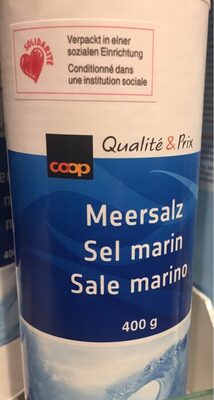 SOLIDARITÉ
Verpackt in einer
sozialen Einrichtung
Conditionné dans
une institution sociale
Qualité & Prix
coop
Meersalz
Sel marin
Sale marino
400 g
400